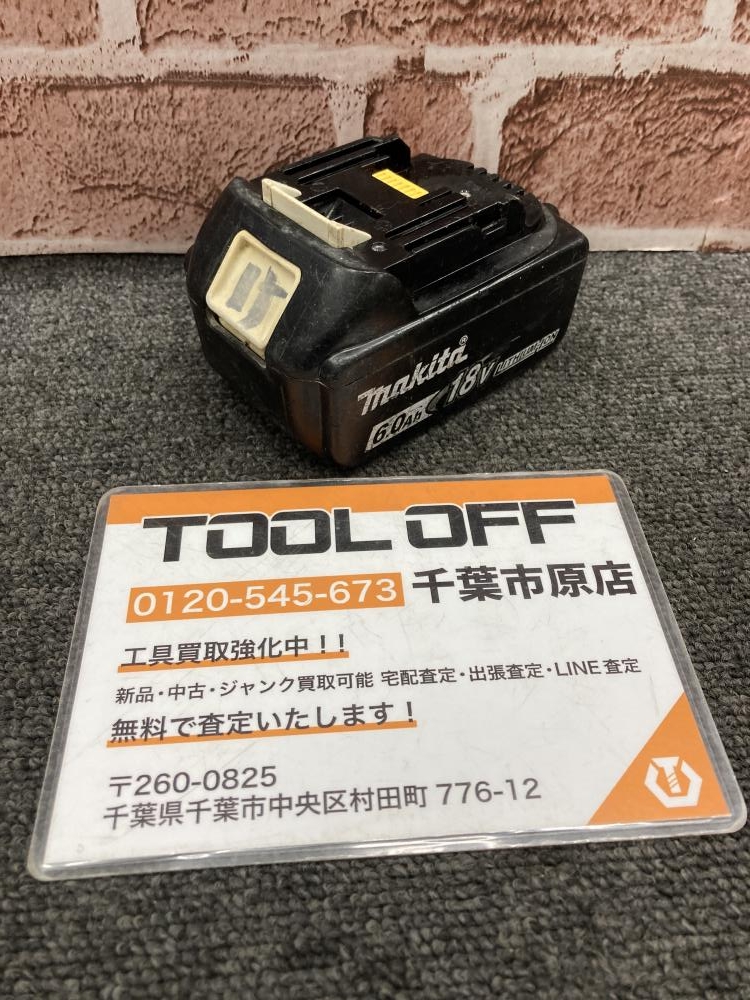 makita®
6.0Ah 18V LITHIUM-ION
TOOL OFF
0120-545-673 千葉市原店
工具買取強化中！！
新品・中古・ジャンク買取可能 宅配査定・出張査定・LINE査定
無料で査定いたします！
〒260-0825
千葉県千葉市中央区村田町 776-12